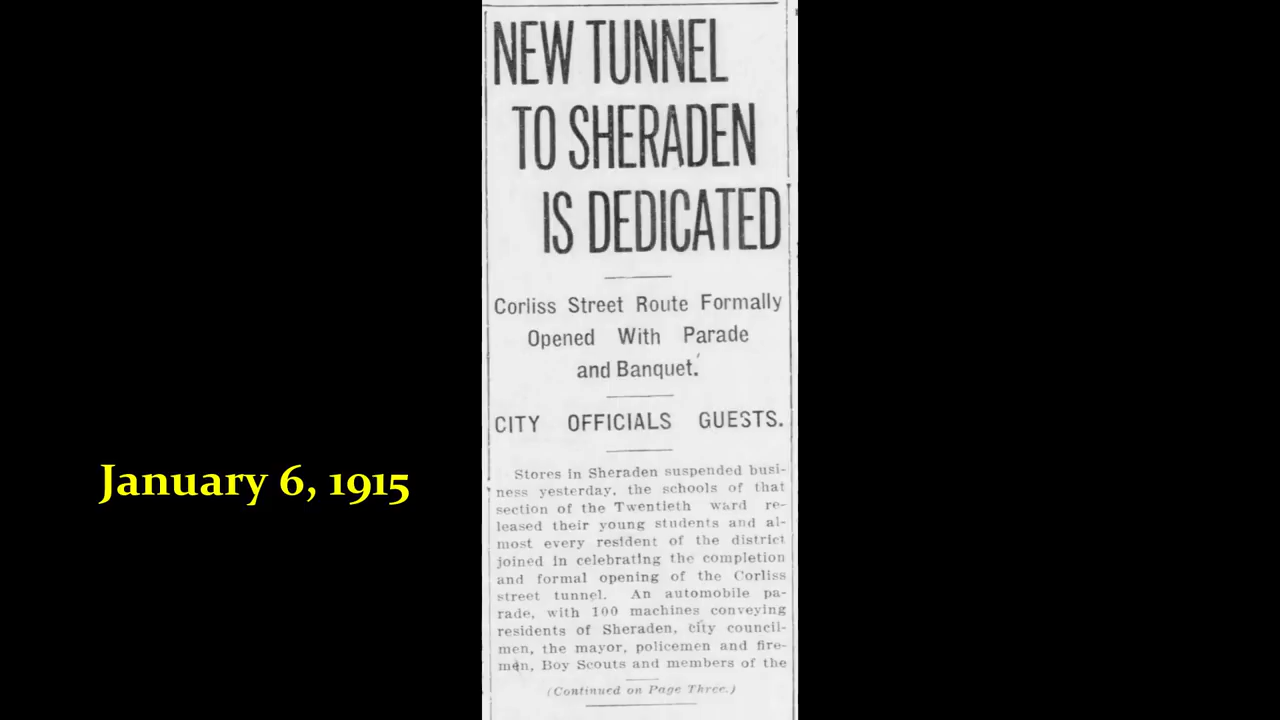 NEW TUNNEL
TO SHERADEN
IS DEDICATED
Corliss Street Route Formally
Opened With Parade
and Banquet.
CITY OFFICIALS GUESTS.
Stores in Sheraden suspended busi-
ness yesterday, the schools of that
section of the Twentieth ward re-
leased their young students and al-
most every resident of the district
joined in celebrating the completion
and formal opening of the Corliss
street tunnel. An automobile pa-
rade, with 100 machines conveying
residents of Sheraden, city council-
men, the mayor, policemen and fire-
men, Boy Scouts and members of the
(Continued on Page Three.)
January 6, 1915